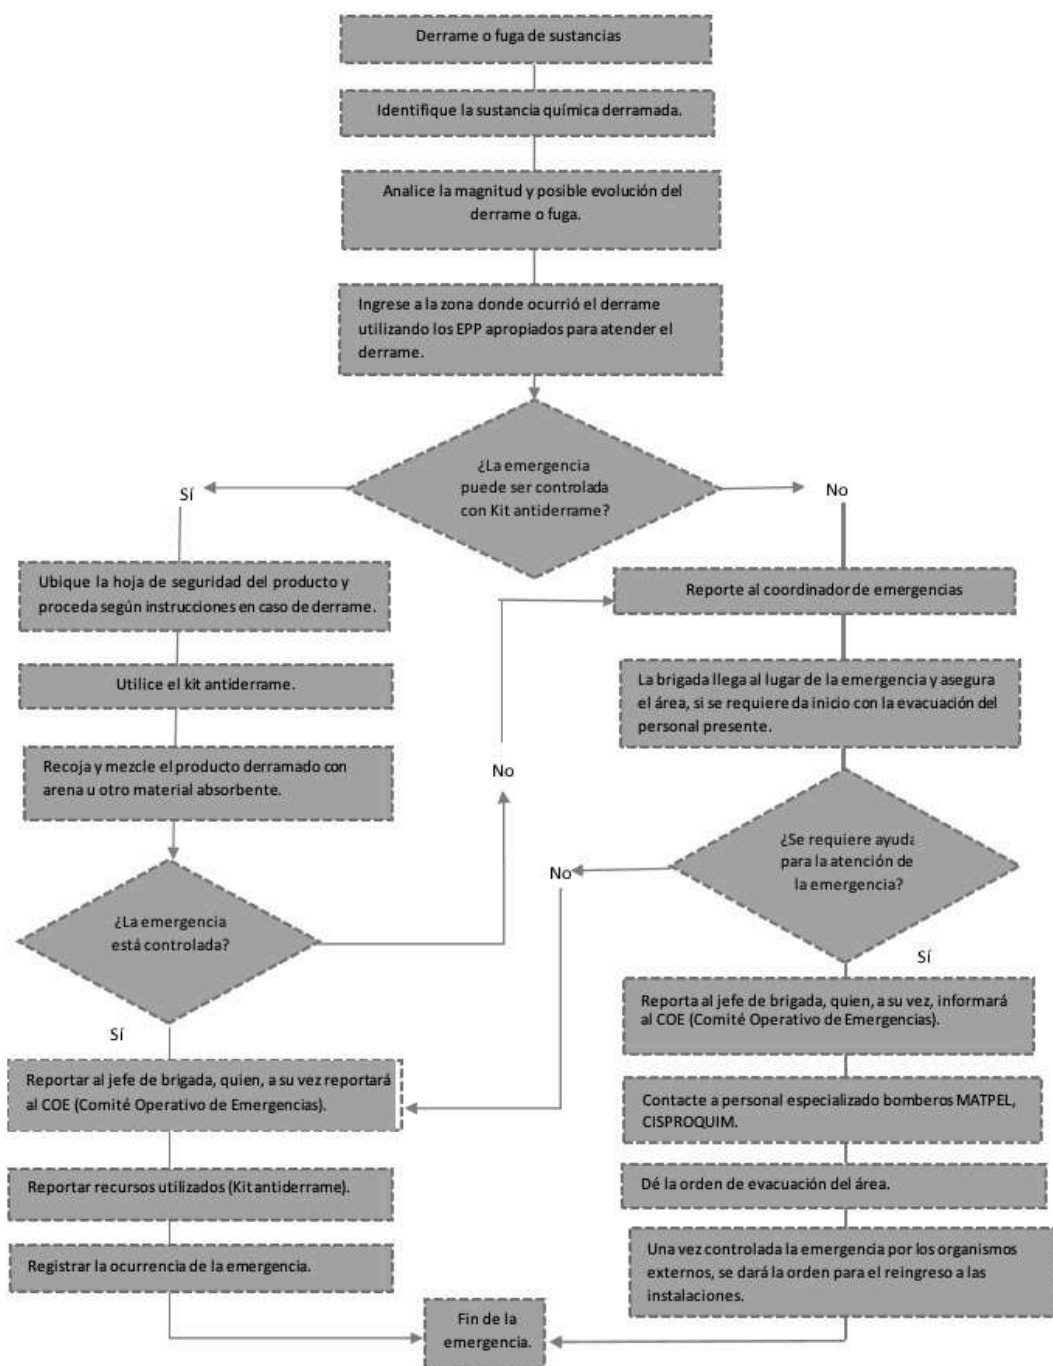 Derrame o fuga de sustancias
Identifique la sustancia química derramada.
Analice la magnitud y posible evolución del
derrame o fuga.
Ingrese a la zona donde ocurrió el derrame
utilizando los EPP apropiados para atender el
derrame.
¿La emergencia
puede ser controlada
con Kit antiderrame?
Sí
No
Ubique la hoja de seguridad del producto y
proceda según instrucciones en caso de derrame.
Utilice el kit antiderrame.
Recoja y mezcle el producto derramado con
arena u otro material absorbente.
¿La emergencia
está controlada?
No
Sí
Reporte al coordinador de emergencias
La brigada llega al lugar de la emergencia y asegura
el área, si se requiere da inicio con la evacuación del
personal presente.
¿Se requiere ayuda
para la atención de
la emergencia?
No
Sí
Reportar al jefe de brigada, quien, a su vez reportará
al COE (Comité Operativo de Emergencias).
Reportar recursos utilizados (Kit antiderrame).
Registrar la ocurrencia de la emergencia.
Reporta al jefe de brigada, quien, a su vez, informará
al COE (Comité Operativo de Emergencias).
Contacte a personal especializado bomberos MATPEL,
CISPROQUIM.
Dé la orden de evacuación del área.
Una vez controlada la emergencia por los organismos
externos, se dará la orden para el reingreso a las
instalaciones.
Fin de la
emergencia.